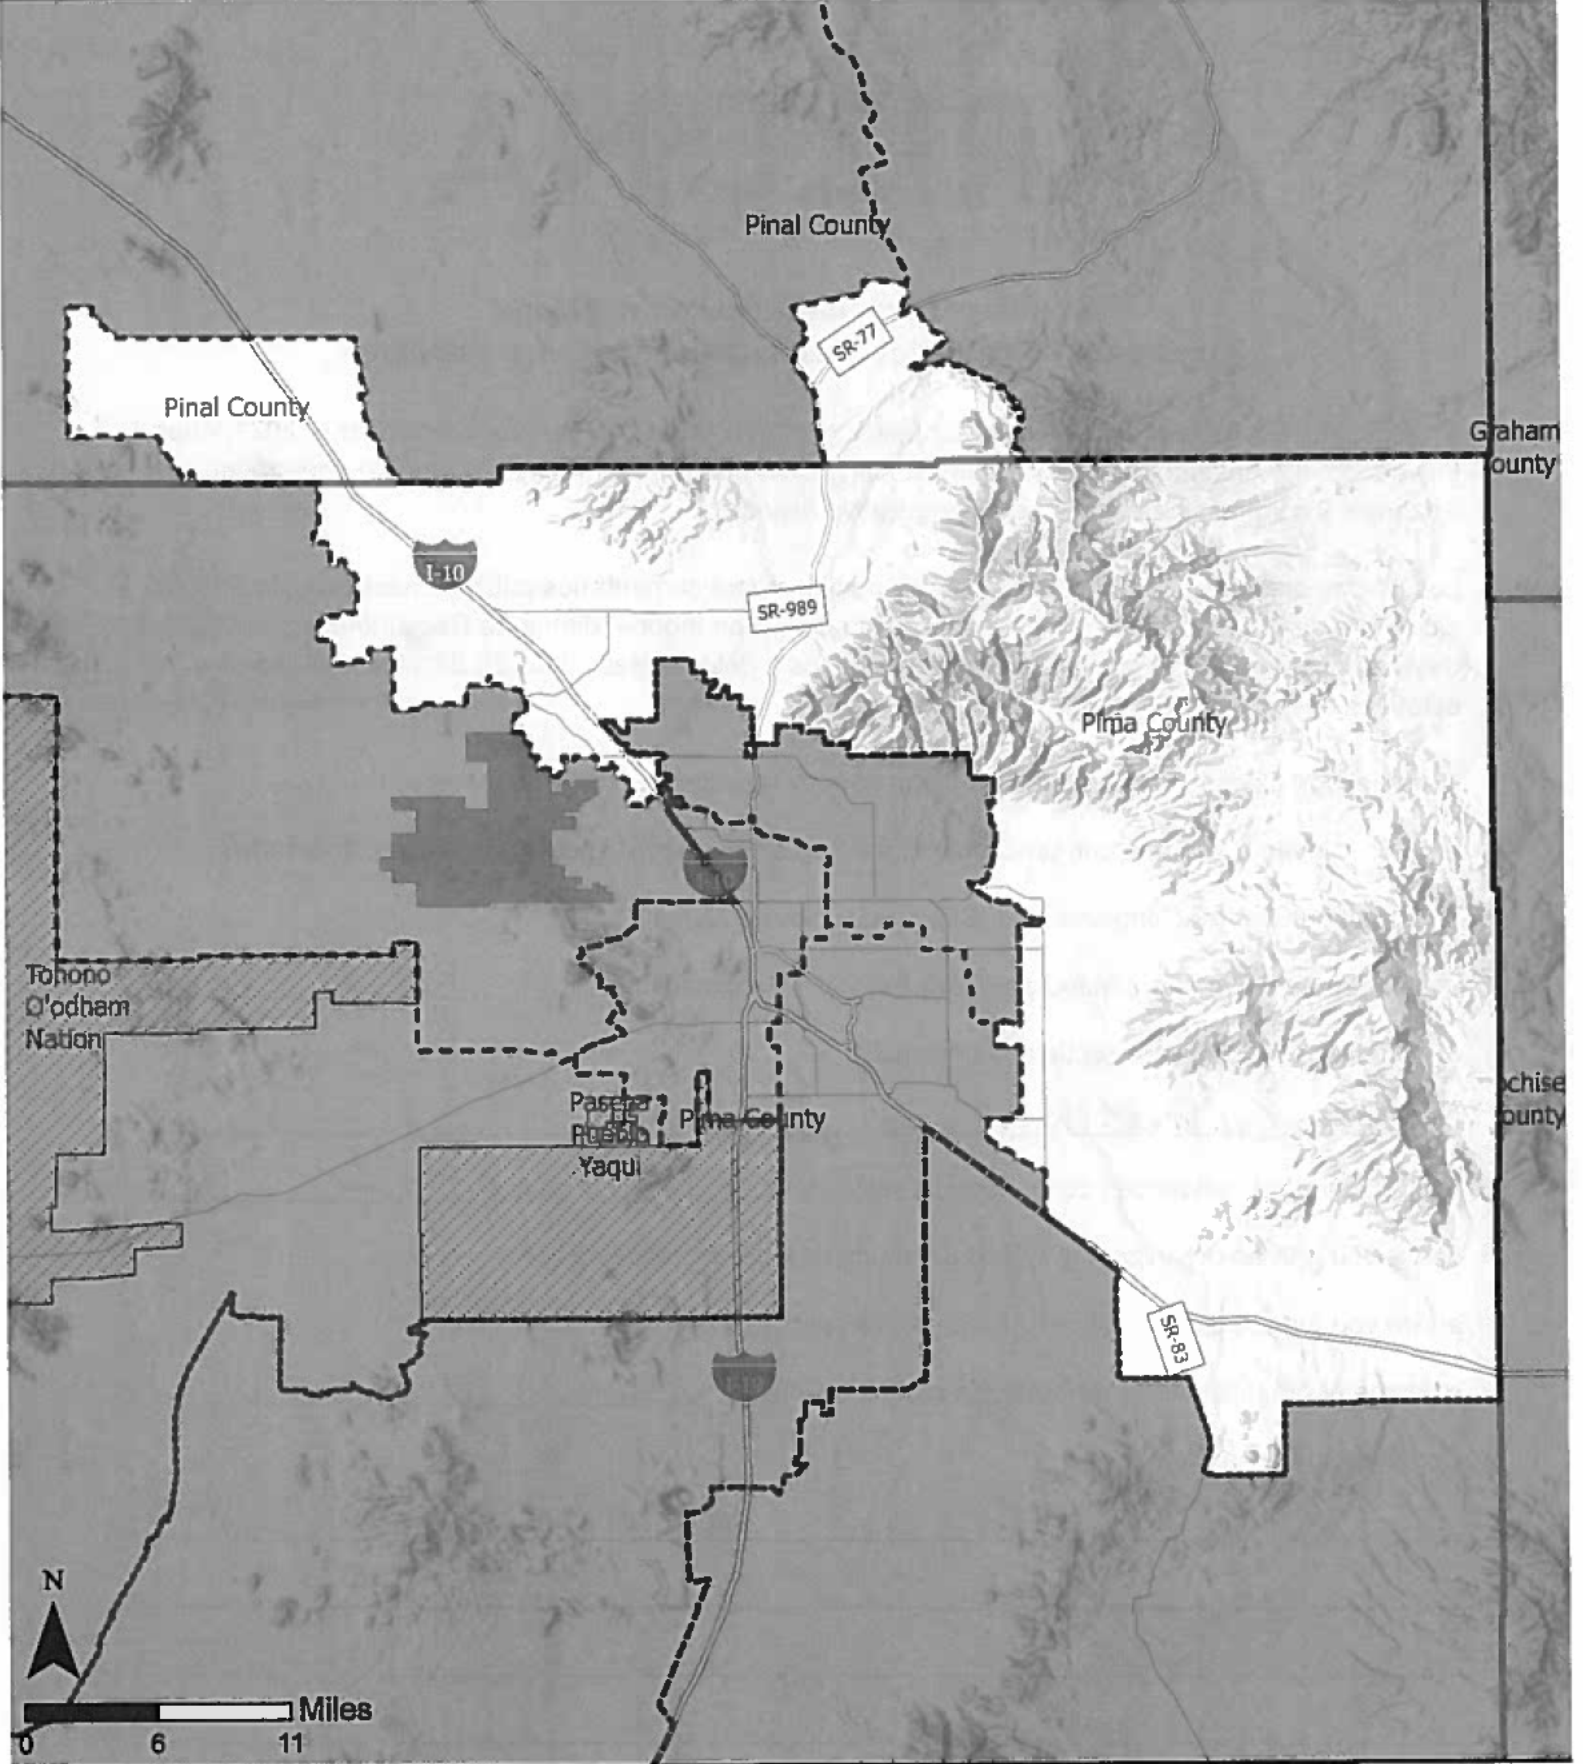 Pinal County
SR-77
Pinal County
Graham
ounty
I-10
SR-989
Pima County
Tohono
O'odham
Nation
Pascua
Pueblo
Yaqui
Pima County
ochise
ounty
SR-83
N
Miles
0 6 11